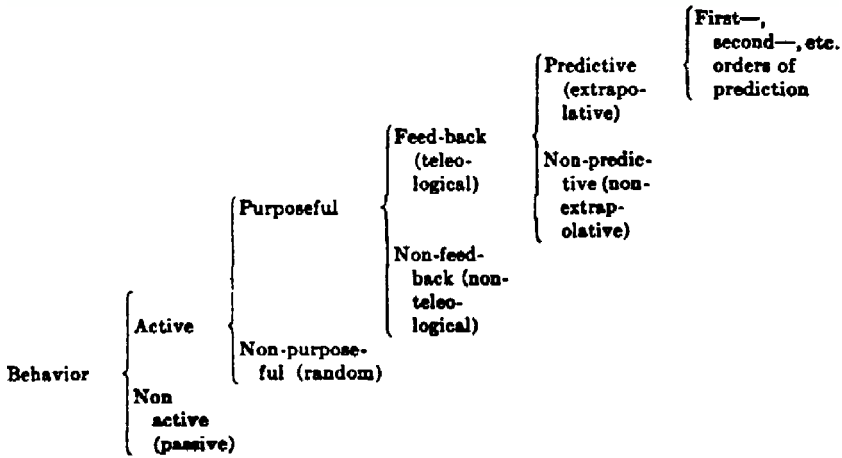 First—,
second—, etc.
orders of
prediction
Predictive
(extrapo-
lative)
Non-predic-
tive (non-
extrap-
olative)
Feed-back
(teleo-
logical)
Non-feed-
back (non-
teleo-
logical)
Purposeful
Non-purpose-
ful (random)
Active
Non
active
(passive)
Behavior